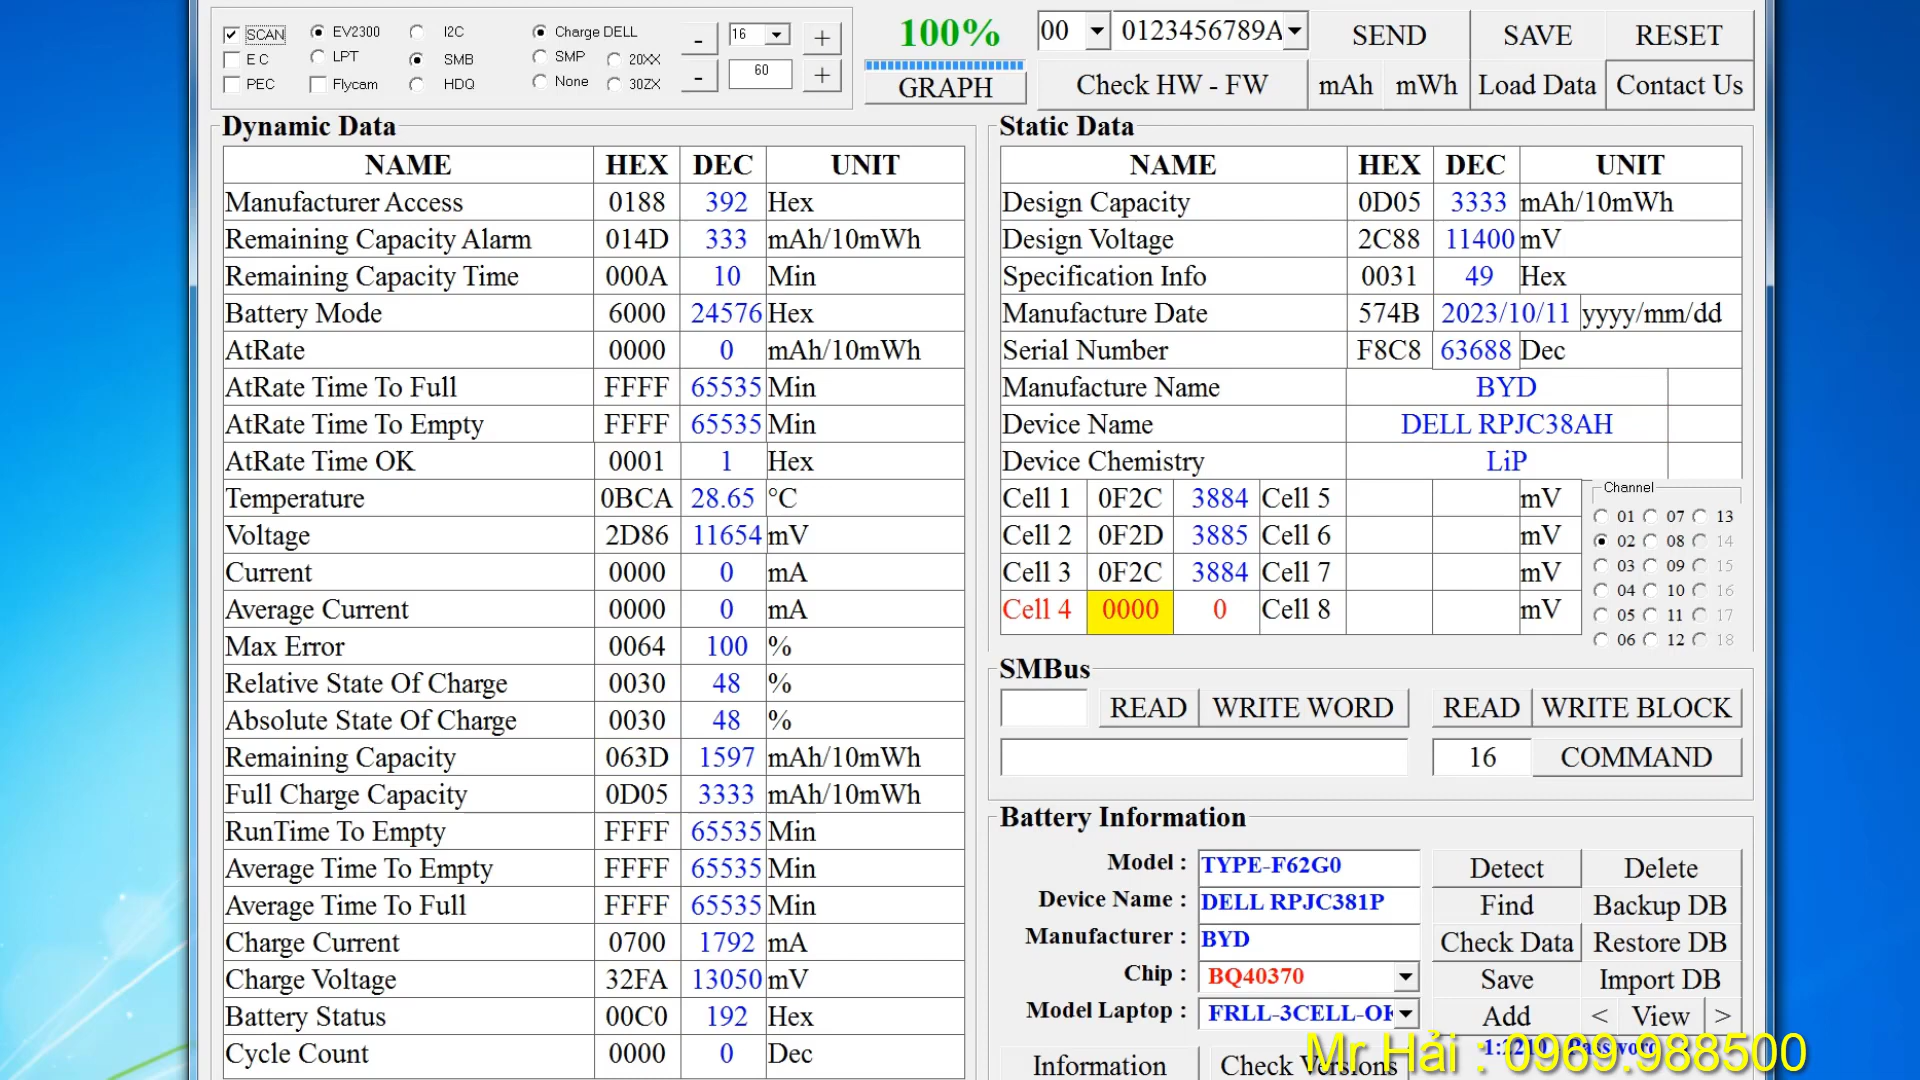 SCAN EV2300 I2C Charge DELL - 16 +
E C LPT SMB SMP 20XX
PEC Flycam HDQ None 30ZX - 60 +
100% 00 0123456789A SEND SAVE RESET
GRAPH Check HW - FW mAh mWh Load Data Contact Us
Dynamic Data
NAME HEX DEC UNIT
Manufacturer Access 0188 392 Hex
Remaining Capacity Alarm 014D 333 mAh/10mWh
Remaining Capacity Time 000A 10 Min
Battery Mode 6000 24576 Hex
AtRate 0000 0 mAh/10mWh
AtRate Time To Full FFFF 65535 Min
AtRate Time To Empty FFFF 65535 Min
AtRate Time OK 0001 1 Hex
Temperature 0BCA 28.65 °C
Voltage 2D86 11654 mV
Current 0000 0 mA
Average Current 0000 0 mA
Max Error 0064 100 %
Relative State Of Charge 0030 48 %
Absolute State Of Charge 0030 48 %
Remaining Capacity 063D 1597 mAh/10mWh
Full Charge Capacity 0D05 3333 mAh/10mWh
RunTime To Empty FFFF 65535 Min
Average Time To Empty FFFF 65535 Min
Average Time To Full FFFF 65535 Min
Charge Current 0700 1792 mA
Charge Voltage 32FA 13050 mV
Battery Status 00C0 192 Hex
Cycle Count 0000 0 Dec
Static Data
NAME HEX DEC UNIT
Design Capacity 0D05 3333 mAh/10mWh
Design Voltage 2C88 11400 mV
Specification Info 0031 49 Hex
Manufacture Date 574B 2023/10/11 yyyy/mm/dd
Serial Number F8C8 63688 Dec
Manufacture Name BYD
Device Name DELL RPJC38AH
Device Chemistry LiP
Cell 1 0F2C 3884 Cell 5 mV
Cell 2 0F2D 3885 Cell 6 mV
Cell 3 0F2C 3884 Cell 7 mV
Cell 4 0000 0 Cell 8 mV
Channel
01 07 13
02 08 14
03 09 15
04 10 16
05 11 17
06 12 18
SMBus
READ WRITE WORD READ WRITE BLOCK
16 COMMAND
Battery Information
Model : TYPE-F62G0 Detect Delete
Device Name : DELL RPJC381P Find Backup DB
Manufacturer : BYD Check Data Restore DB
Chip : BQ40370 Save Import DB
Model Laptop : FRLL-3CELL-OK Add < View >
Information Check Versions
Mr Hải : 0969.988500